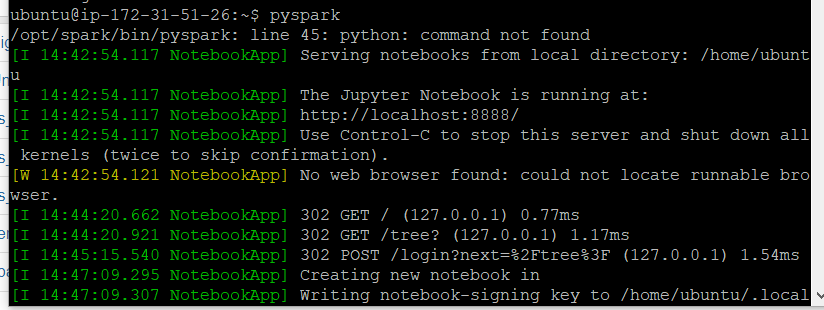 ubuntu@ip-172-31-51-26:~$ pyspark
/opt/spark/bin/pyspark: line 45: python: command not found
[I 14:42:54.117 NotebookApp] Serving notebooks from local directory: /home/ubunt
u
[I 14:42:54.117 NotebookApp] The Jupyter Notebook is running at:
[I 14:42:54.117 NotebookApp] http://localhost:8888/
[I 14:42:54.117 NotebookApp] Use Control-C to stop this server and shut down all
 kernels (twice to skip confirmation).
[W 14:42:54.121 NotebookApp] No web browser found: could not locate runnable bro
wser.
[I 14:44:20.662 NotebookApp] 302 GET / (127.0.0.1) 0.77ms
[I 14:44:20.921 NotebookApp] 302 GET /tree? (127.0.0.1) 1.17ms
[I 14:45:15.540 NotebookApp] 302 POST /login?next=%2Ftree%3F (127.0.0.1) 1.54ms
[I 14:47:09.295 NotebookApp] Creating new notebook in
[I 14:47:09.307 NotebookApp] Writing notebook-signing key to /home/ubuntu/.local